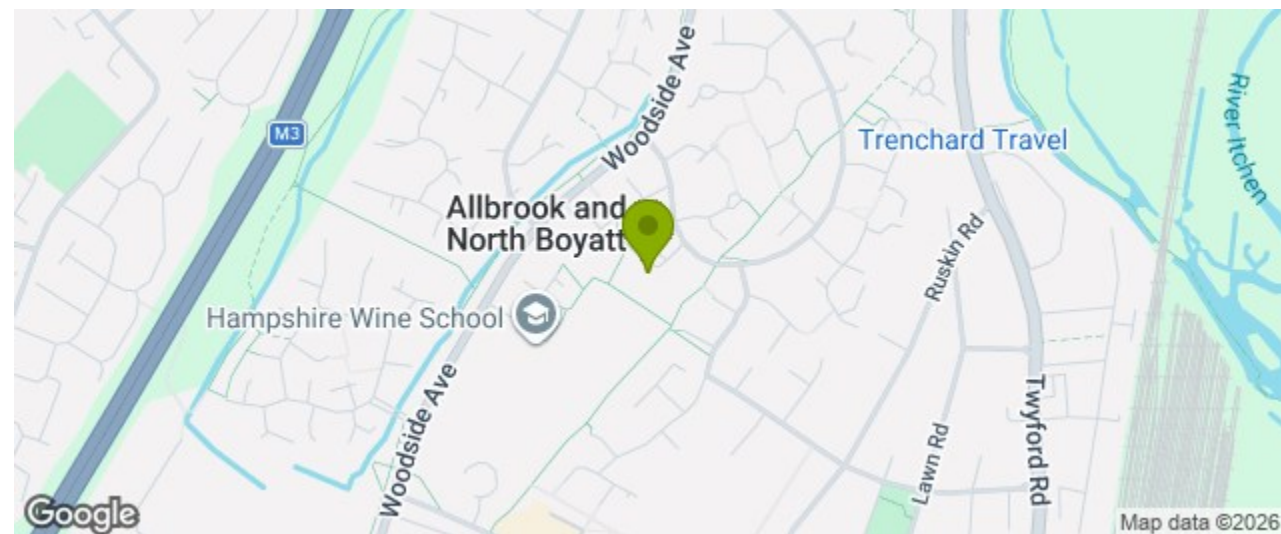 M3
Woodside Ave
Trenchard Travel
River Itchen
Allbrook and
North Boyatt
Ruskin Rd
Hampshire Wine School
Woodside Ave
Twyford Rd
Lawn Rd
Google
Map data ©2026